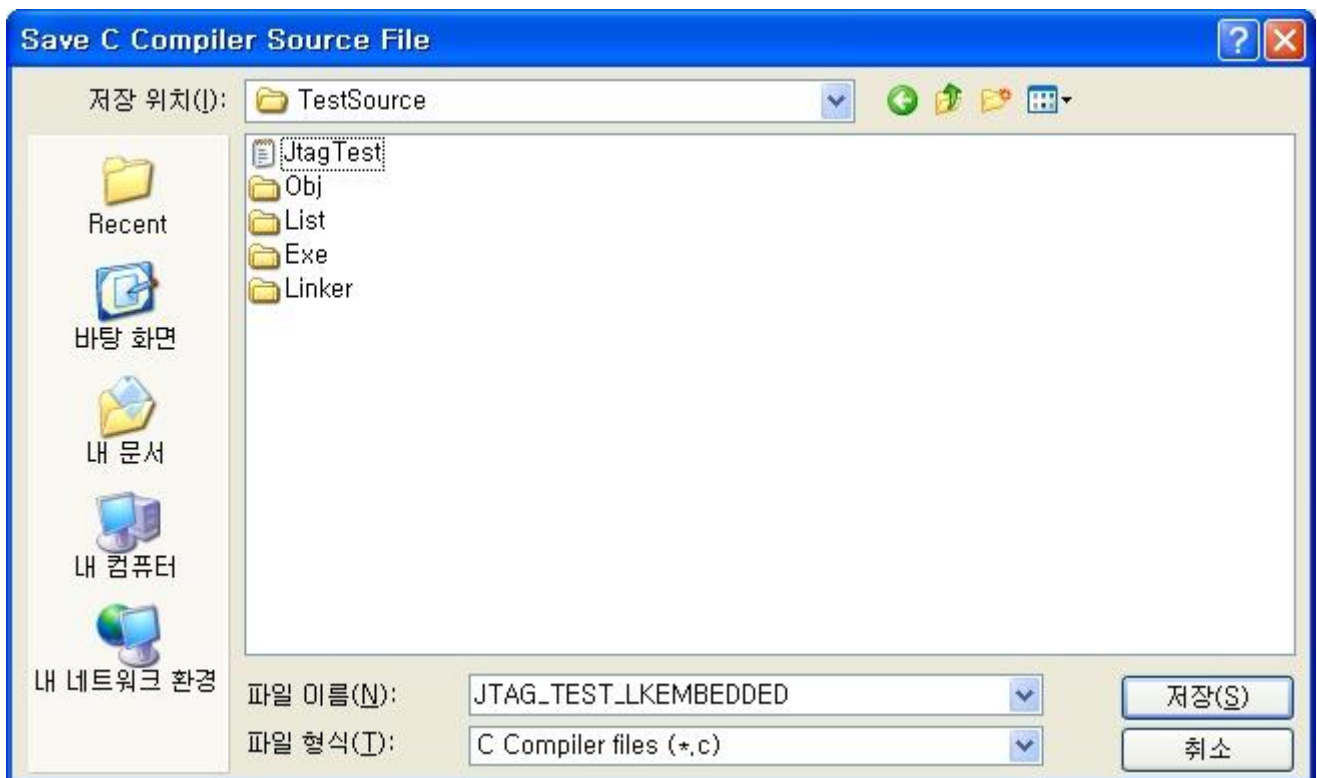 Save C Compiler Source File
저장 위치(I):
TestSource
JtagTest
Obj
List
Exe
Linker
Recent
바탕 화면
내 문서
내 컴퓨터
내 네트워크 환경
파일 이름(N):
JTAG_TEST_LKEMBEDDED
저장(S)
파일 형식(T):
C Compiler files (*.c)
취소